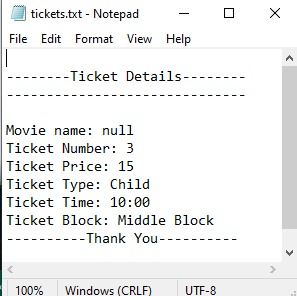 tickets.txt - Notepad
File Edit Format View Help
--------Ticket Details--------
------------------------------
Movie name: null
Ticket Number: 3
Ticket Price: 15
Ticket Type: Child
Ticket Time: 10:00
Ticket Block: Middle Block
----------Thank You----------
100% Windows (CRLF) UTF-8